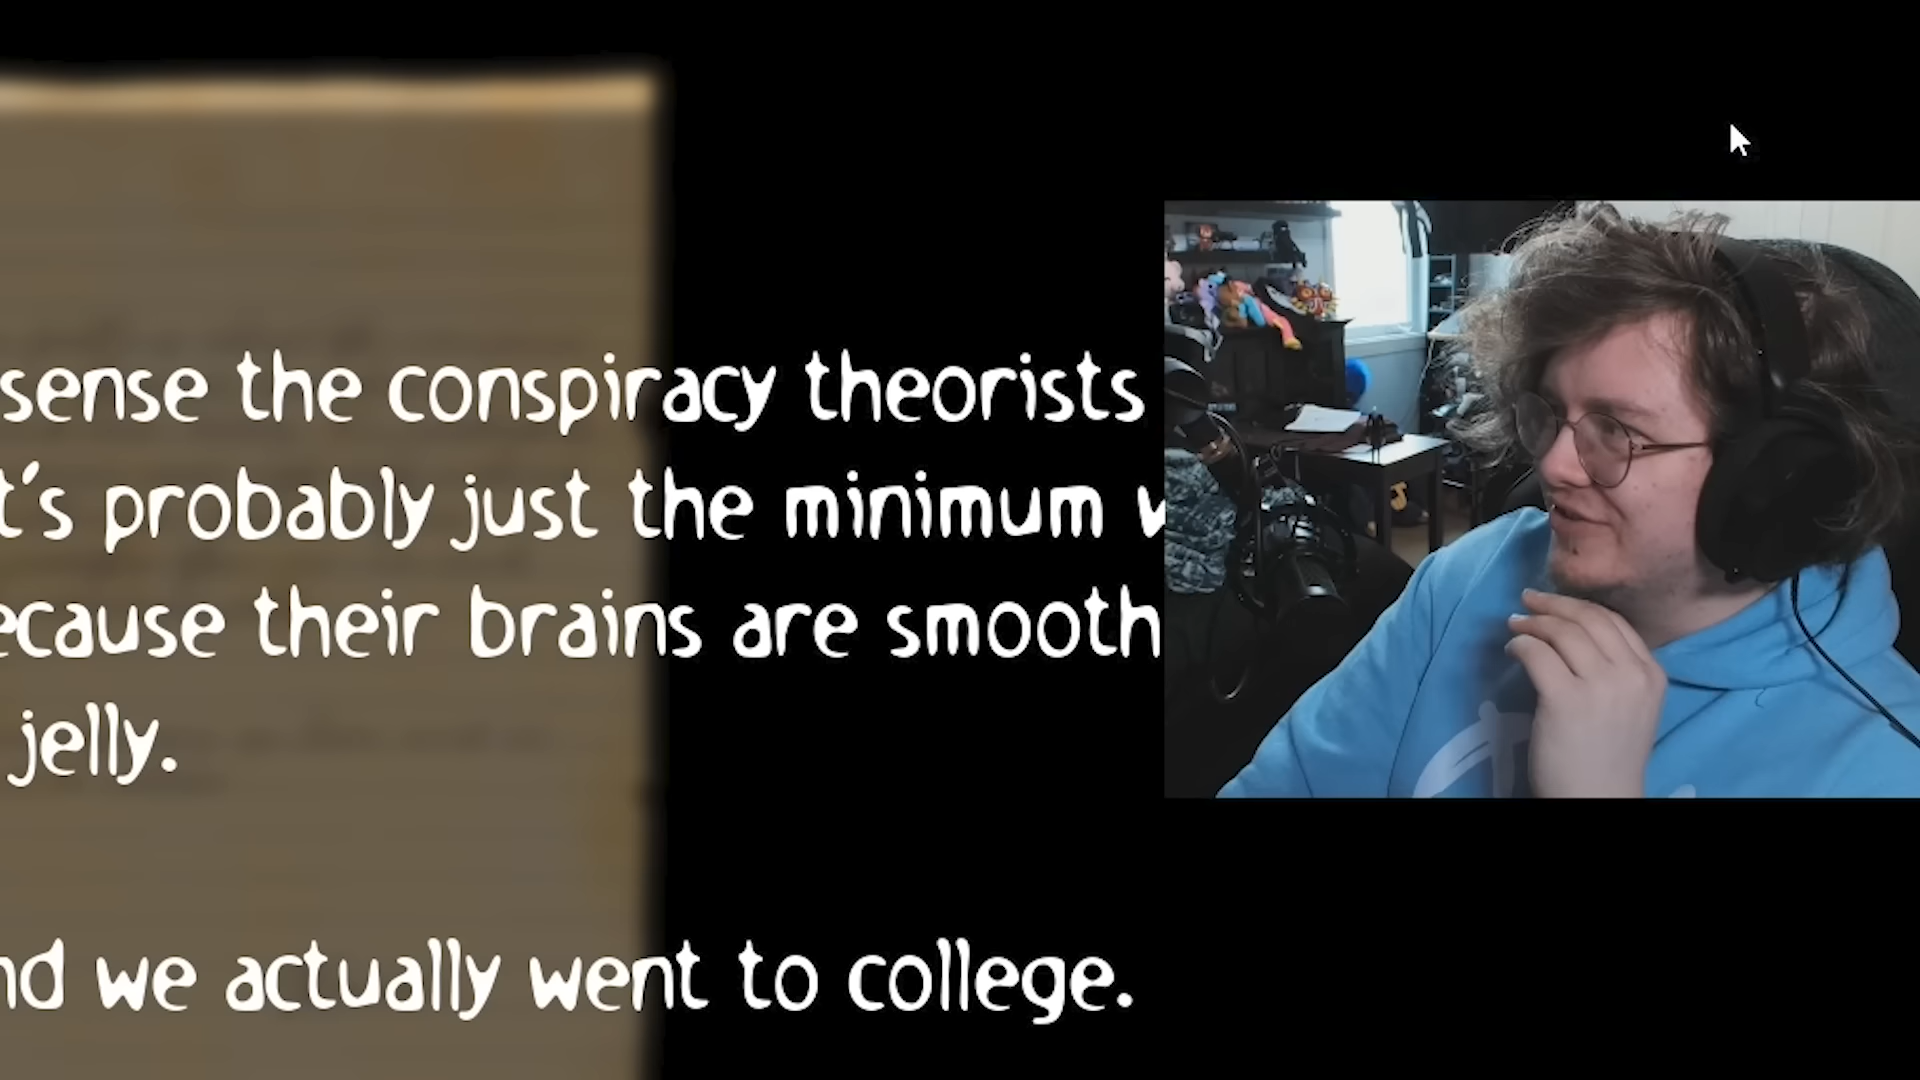 sense the conspiracy theorists
t's probably just the minimum
ecause their brains are smooth
jelly.
nd we actually went to college.